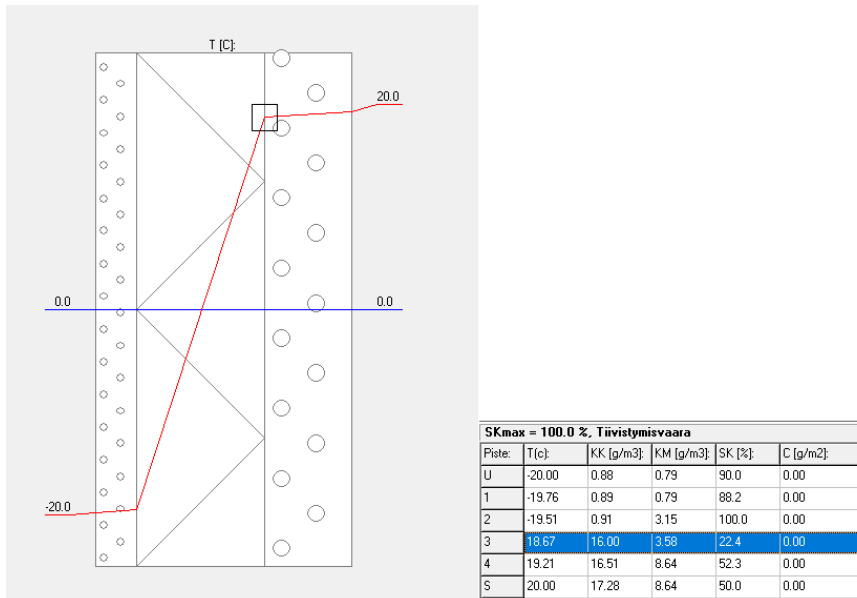 T [C]:
20.0
0.0
0.0
-20.0
SKmax = 100.0 %, Tiivistymisvaara
Piste: T(c): KK [g/m3]: KM [g/m3]: SK [%]: C [g/m2]:
U -20.00 0.88 0.79 90.0 0.00
1 -19.76 0.89 0.79 88.2 0.00
2 -19.51 0.91 3.15 100.0 0.00
3 18.67 16.00 3.58 22.4 0.00
4 19.21 16.51 8.64 52.3 0.00
S 20.00 17.28 8.64 50.0 0.00